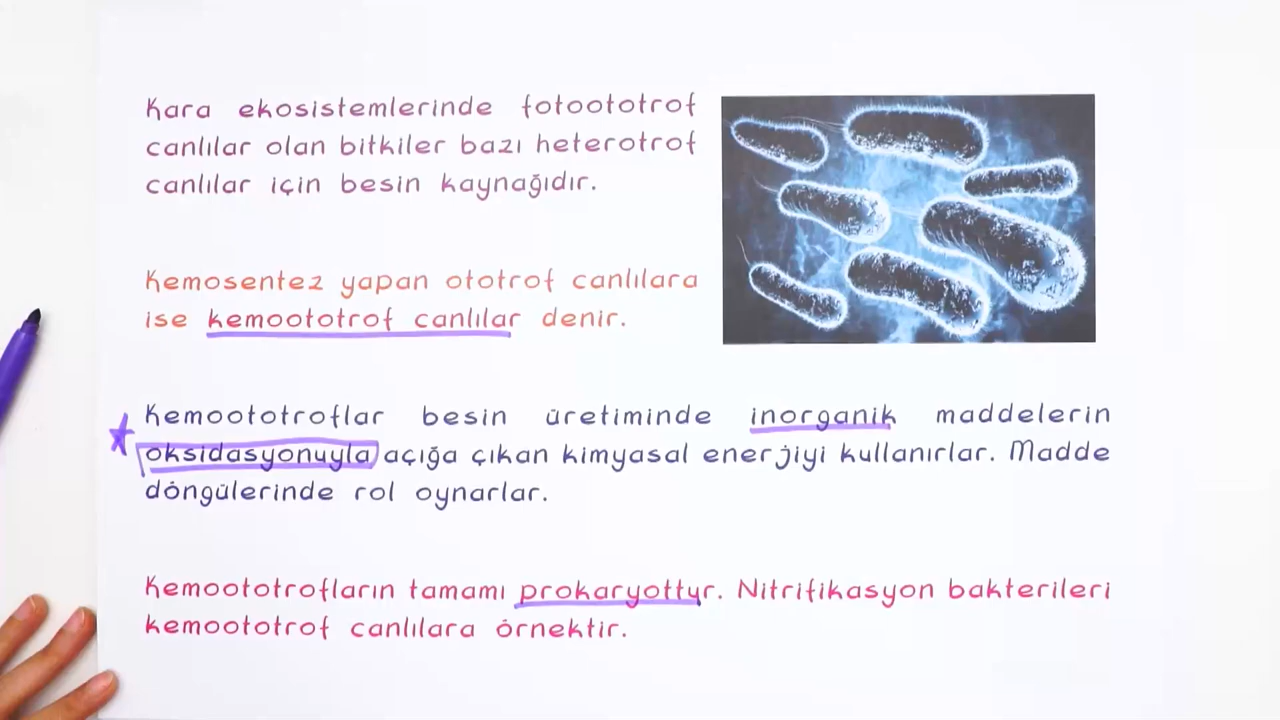 Kara ekosistemlerinde fotoototrof
canlılar olan bitkiler bazı heterotrof
canlılar için besin kaynağıdır.
Kemosentez yapan ototrof canlılara
ise kemoototrof canlılar denir.
Kemoototroflar besin üretiminde inorganik maddelerin
oksidasyonuyla açığa çıkan kimyasal enerjiyi kullanırlar. Madde
döngülerinde rol oynarlar.
Kemoototrofların tamamı prokaryottur. Nitrifikasyon bakterileri
kemoototrof canlılara örnektir.